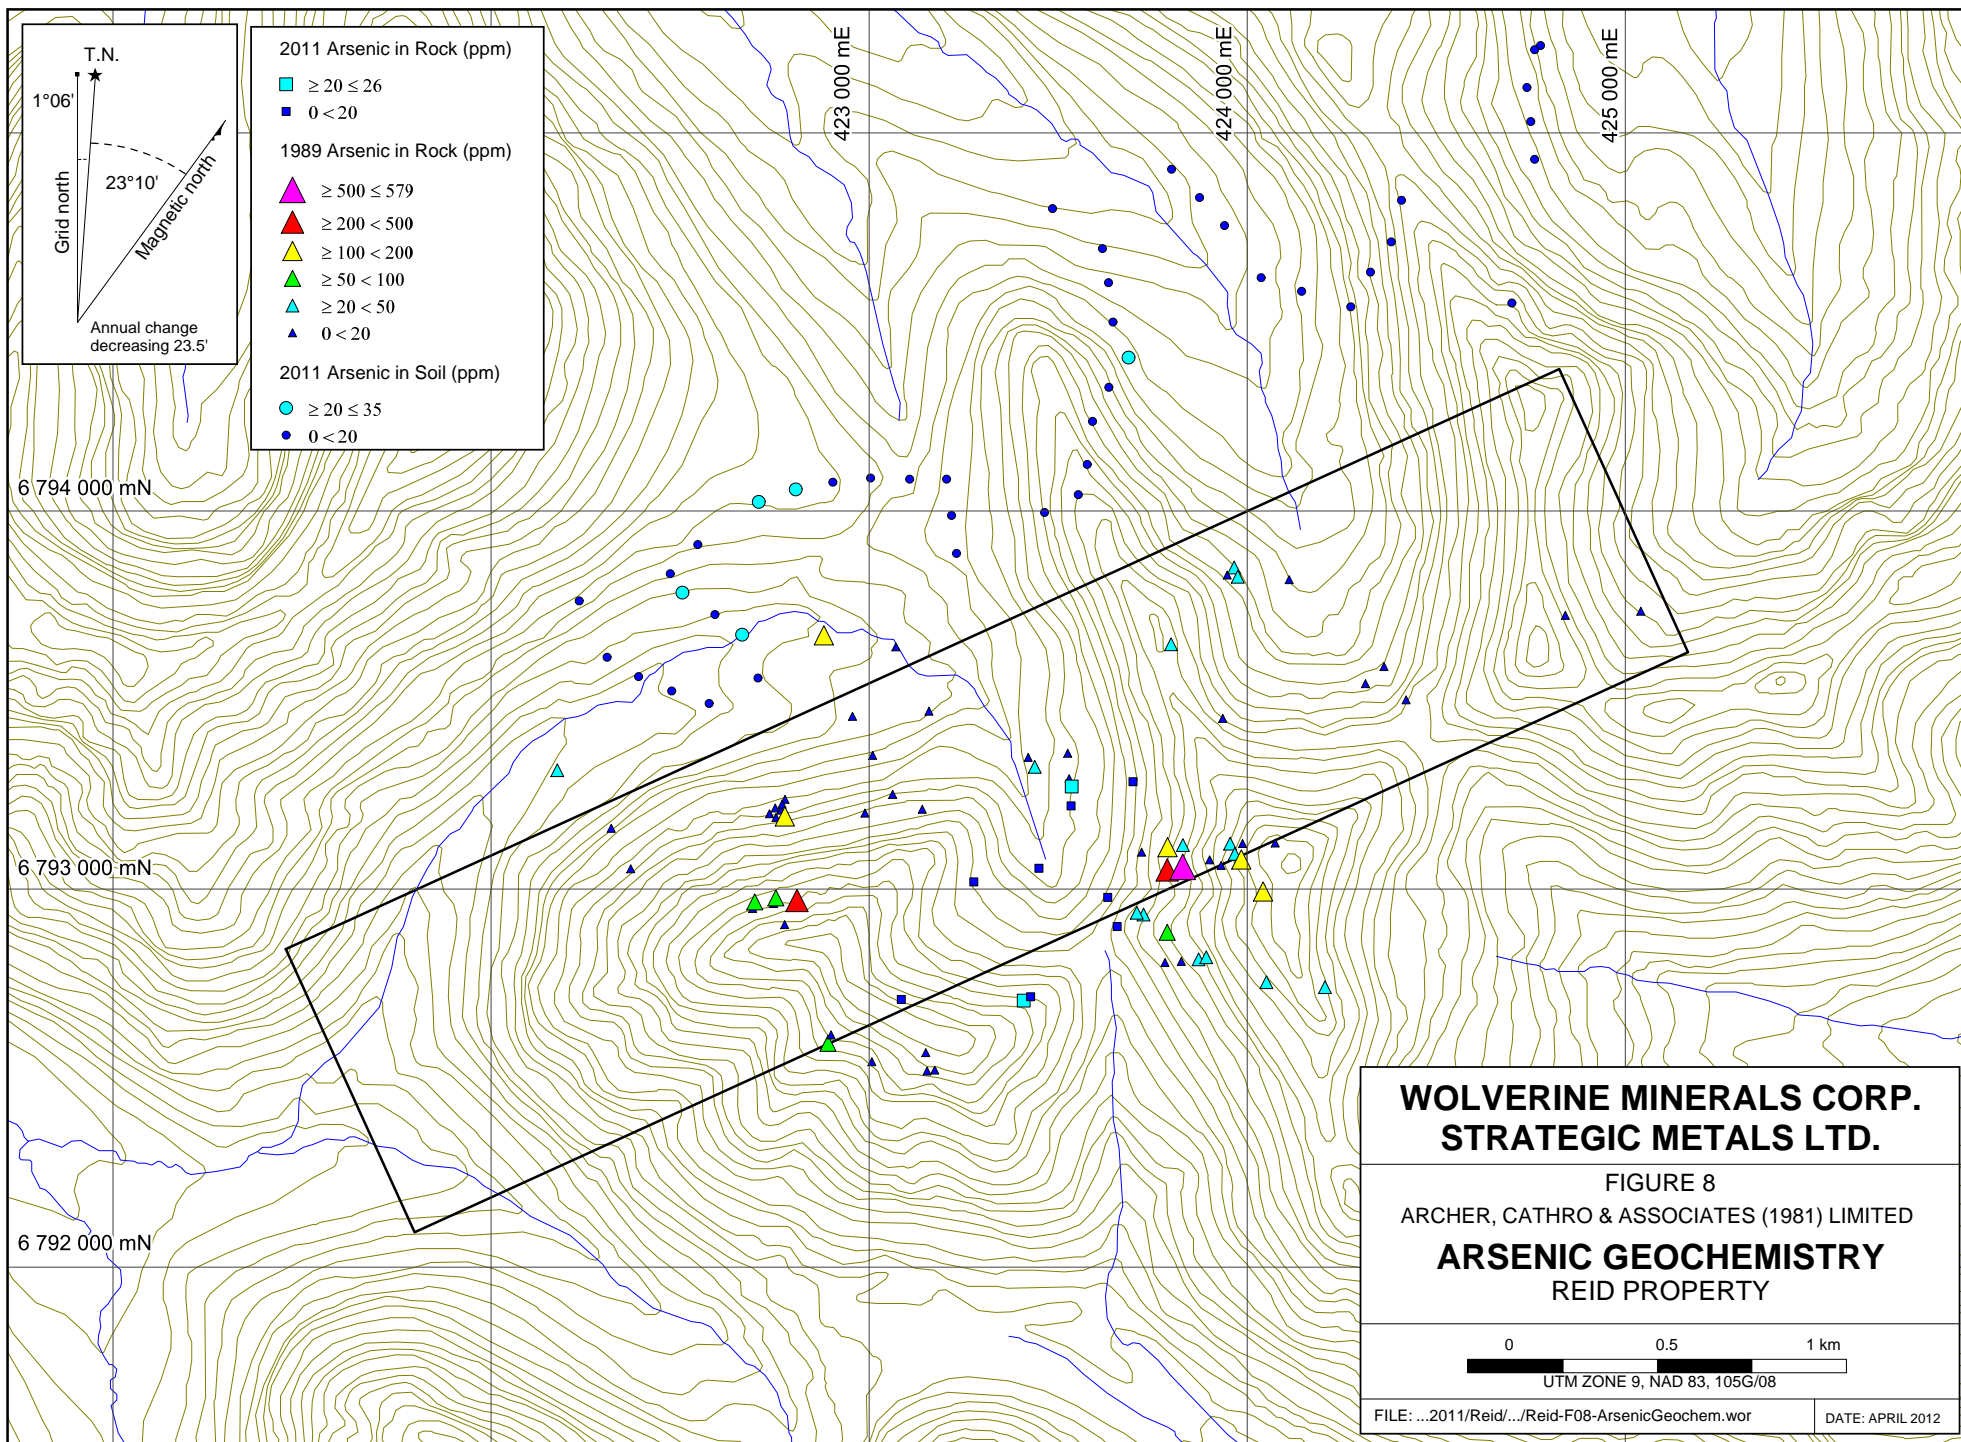 T.N.
1°06'
23°10'
Grid north
Magnetic north
Annual change
decreasing 23.5'
2011 Arsenic in Rock (ppm)
≥ 20 ≤ 26
0 < 20
1989 Arsenic in Rock (ppm)
≥ 500 ≤ 579
≥ 200 < 500
≥ 100 < 200
≥ 50 < 100
≥ 20 < 50
0 < 20
2011 Arsenic in Soil (ppm)
≥ 20 ≤ 35
0 < 20
423 000 mE
424 000 mE
425 000 mE
6 794 000 mN
6 793 000 mN
6 792 000 mN
WOLVERINE MINERALS CORP.
STRATEGIC METALS LTD.
FIGURE 8
ARCHER, CATHRO & ASSOCIATES (1981) LIMITED
ARSENIC GEOCHEMISTRY
REID PROPERTY
0 0.5 1 km
UTM ZONE 9, NAD 83, 105G/08
FILE: ...2011/Reid/.../Reid-F08-ArsenicGeochem.wor
DATE: APRIL 2012